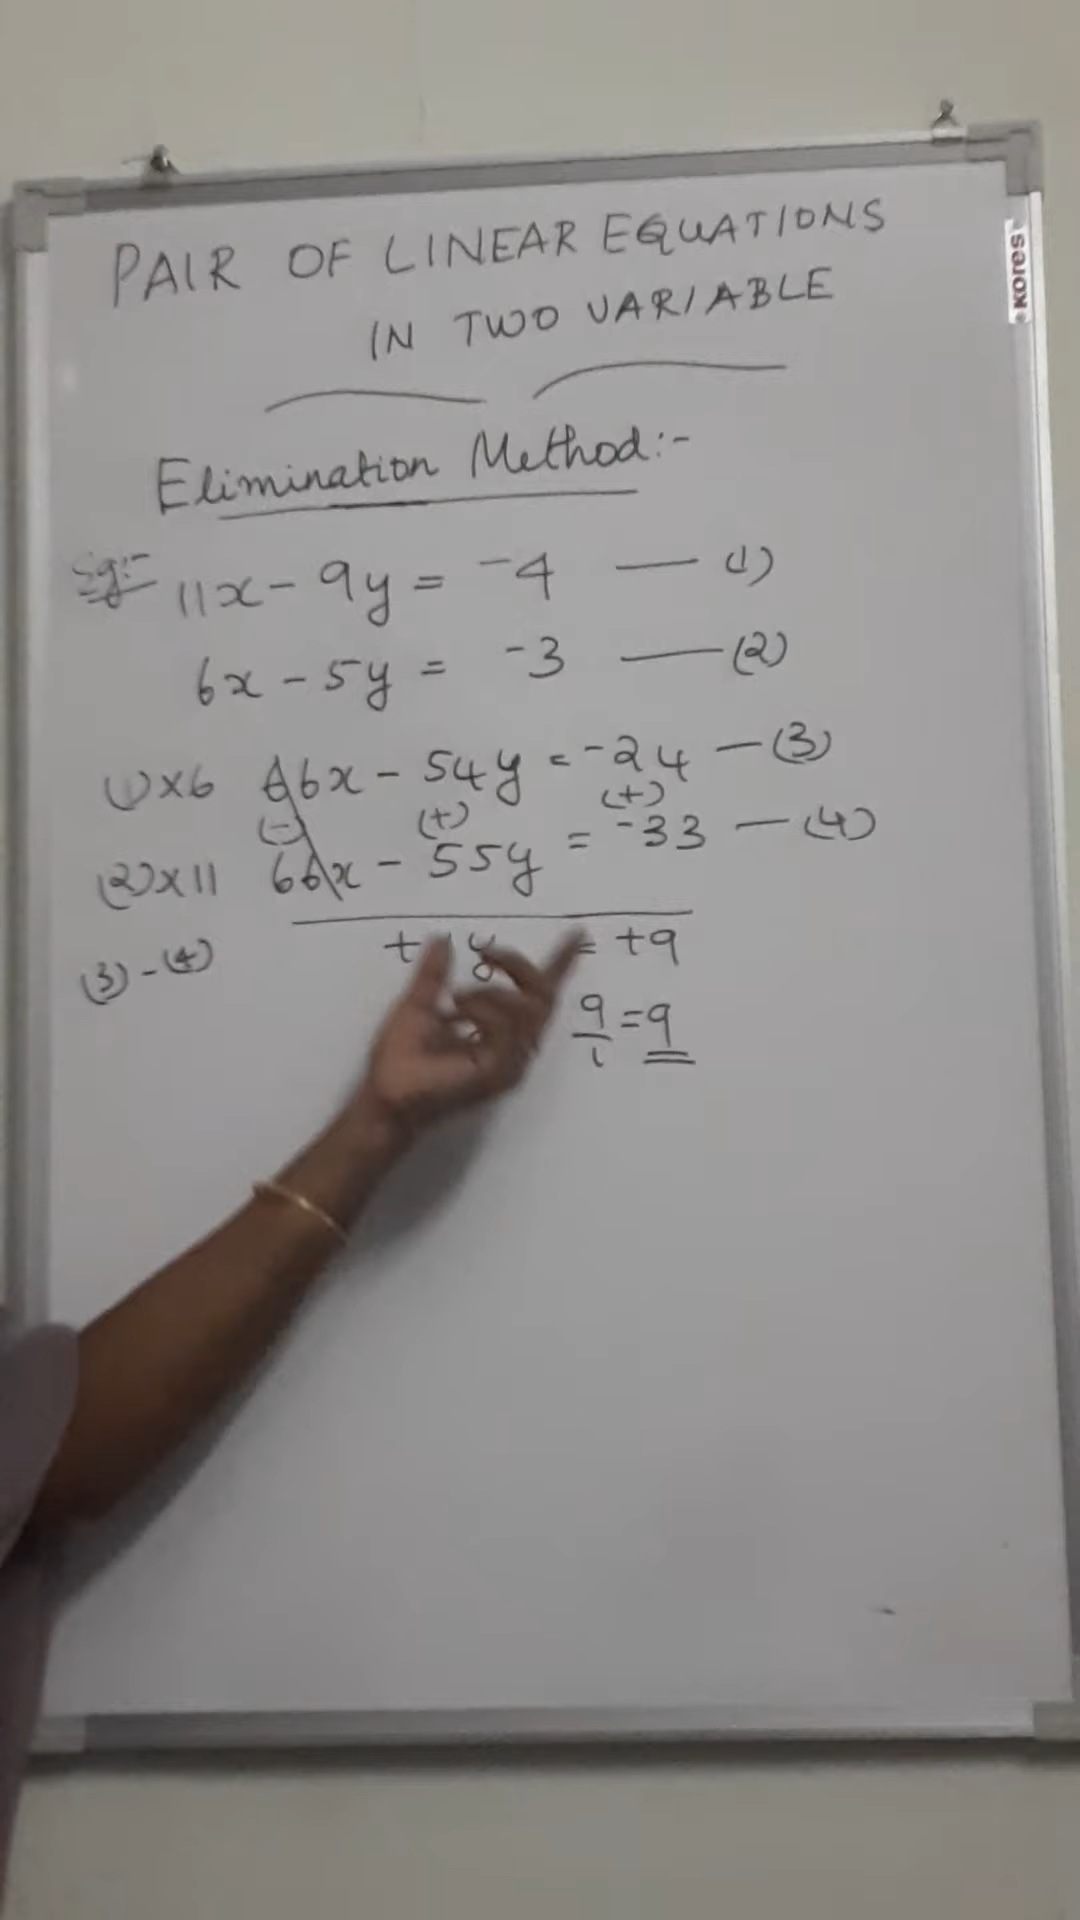 PAIR OF LINEAR EQUATIONS
IN TWO VARIABLE
KORES
Elimination Method:-
Eg:- 11x - 9y = -4 — (1)
6x - 5y = -3 — (2)
(1)x6 66x - 54y = -24 — (3)
(-) (+) (+)
(2)x11 66x - 55y = -33 — (4)
(3)-(4) + y = +9
9/1 = 9